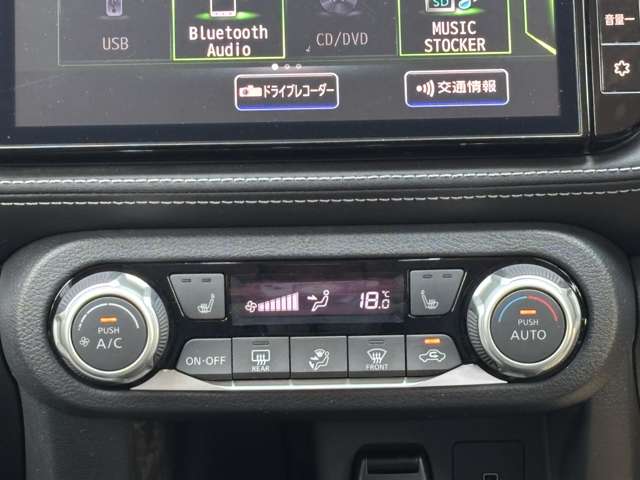 USB
Bluetooth
Audio
CD/DVD
SD
MUSIC
STOCKER
音量ー
ドライブレコーダー
交通情報
18.0
℃
PUSH
A/C
PUSH
AUTO
ON·OFF
REAR
FRONT